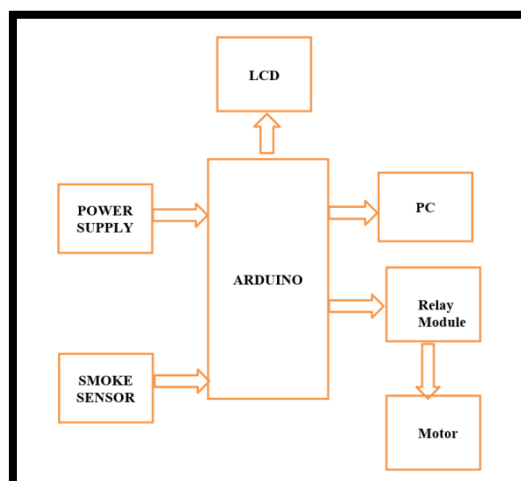 LCD
POWER
SUPPLY
PC
ARDUINO
Relay
Module
SMOKE
SENSOR
Motor